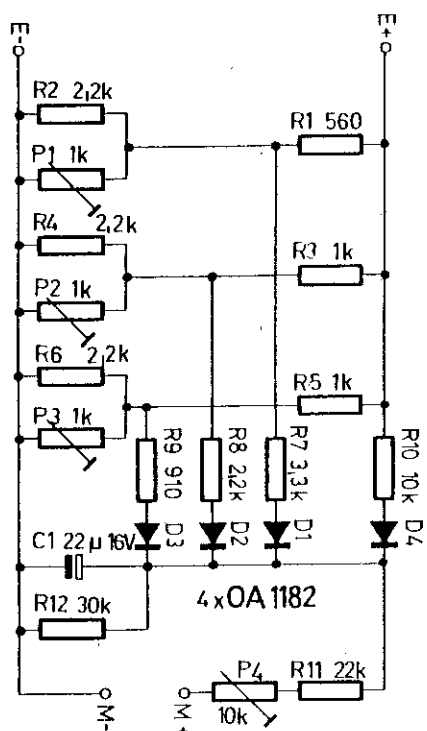 E-
E+
R2 2,2k
R1 560
P1 1k
R4 2,2k
R3 1k
P2 1k
R6 2,2k
R5 1k
P3 1k
R9 910
R8 2,2k
R7 3,3k
R10 10k
D3
D2
D1
D4
C1 22µ 16V
R12 30k
4xOA 1182
P4
10k
R11 22k
M-
M+